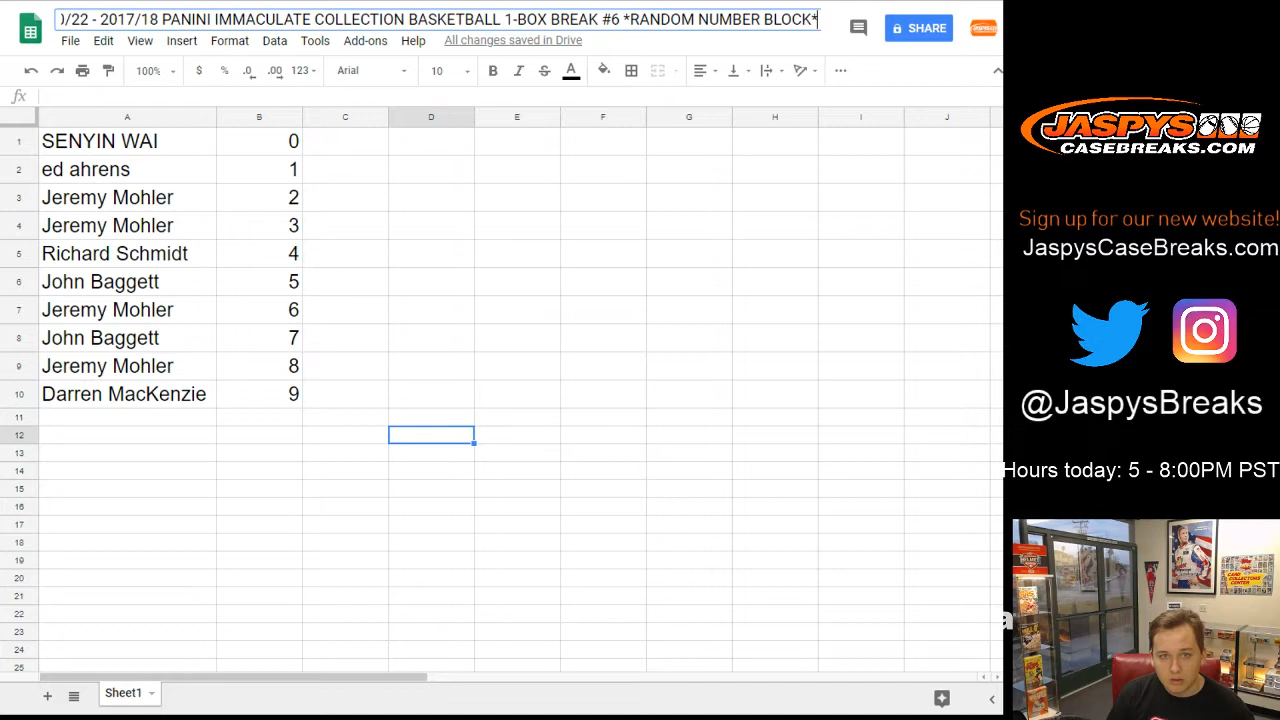 )/22 - 2017/18 PANINI IMMACULATE COLLECTION BASKETBALL 1-BOX BREAK #6 *RANDOM NUMBER BLOCK*
SHARE
File Edit View Insert Format Data Tools Add-ons Help All changes saved in Drive
100% $ % .0 .00 123 Arial 10 B I S A
fx
A B C D E F G H I J
1 SENYIN WAI 0
2 ed ahrens 1
3 Jeremy Mohler 2
4 Jeremy Mohler 3
5 Richard Schmidt 4
6 John Baggett 5
7 Jeremy Mohler 6
8 John Baggett 7
9 Jeremy Mohler 8
10 Darren MacKenzie 9
11
12
13
14
15
16
17
18
19
20
21
22
23
24
25
Sheet1
JASPYS
CASEBREAKS.COM
Sign up for our new website!
JaspysCaseBreaks.com
@JaspysBreaks
Hours today: 5 - 8:00PM PST
CARD
COLLECTORS
CENTER